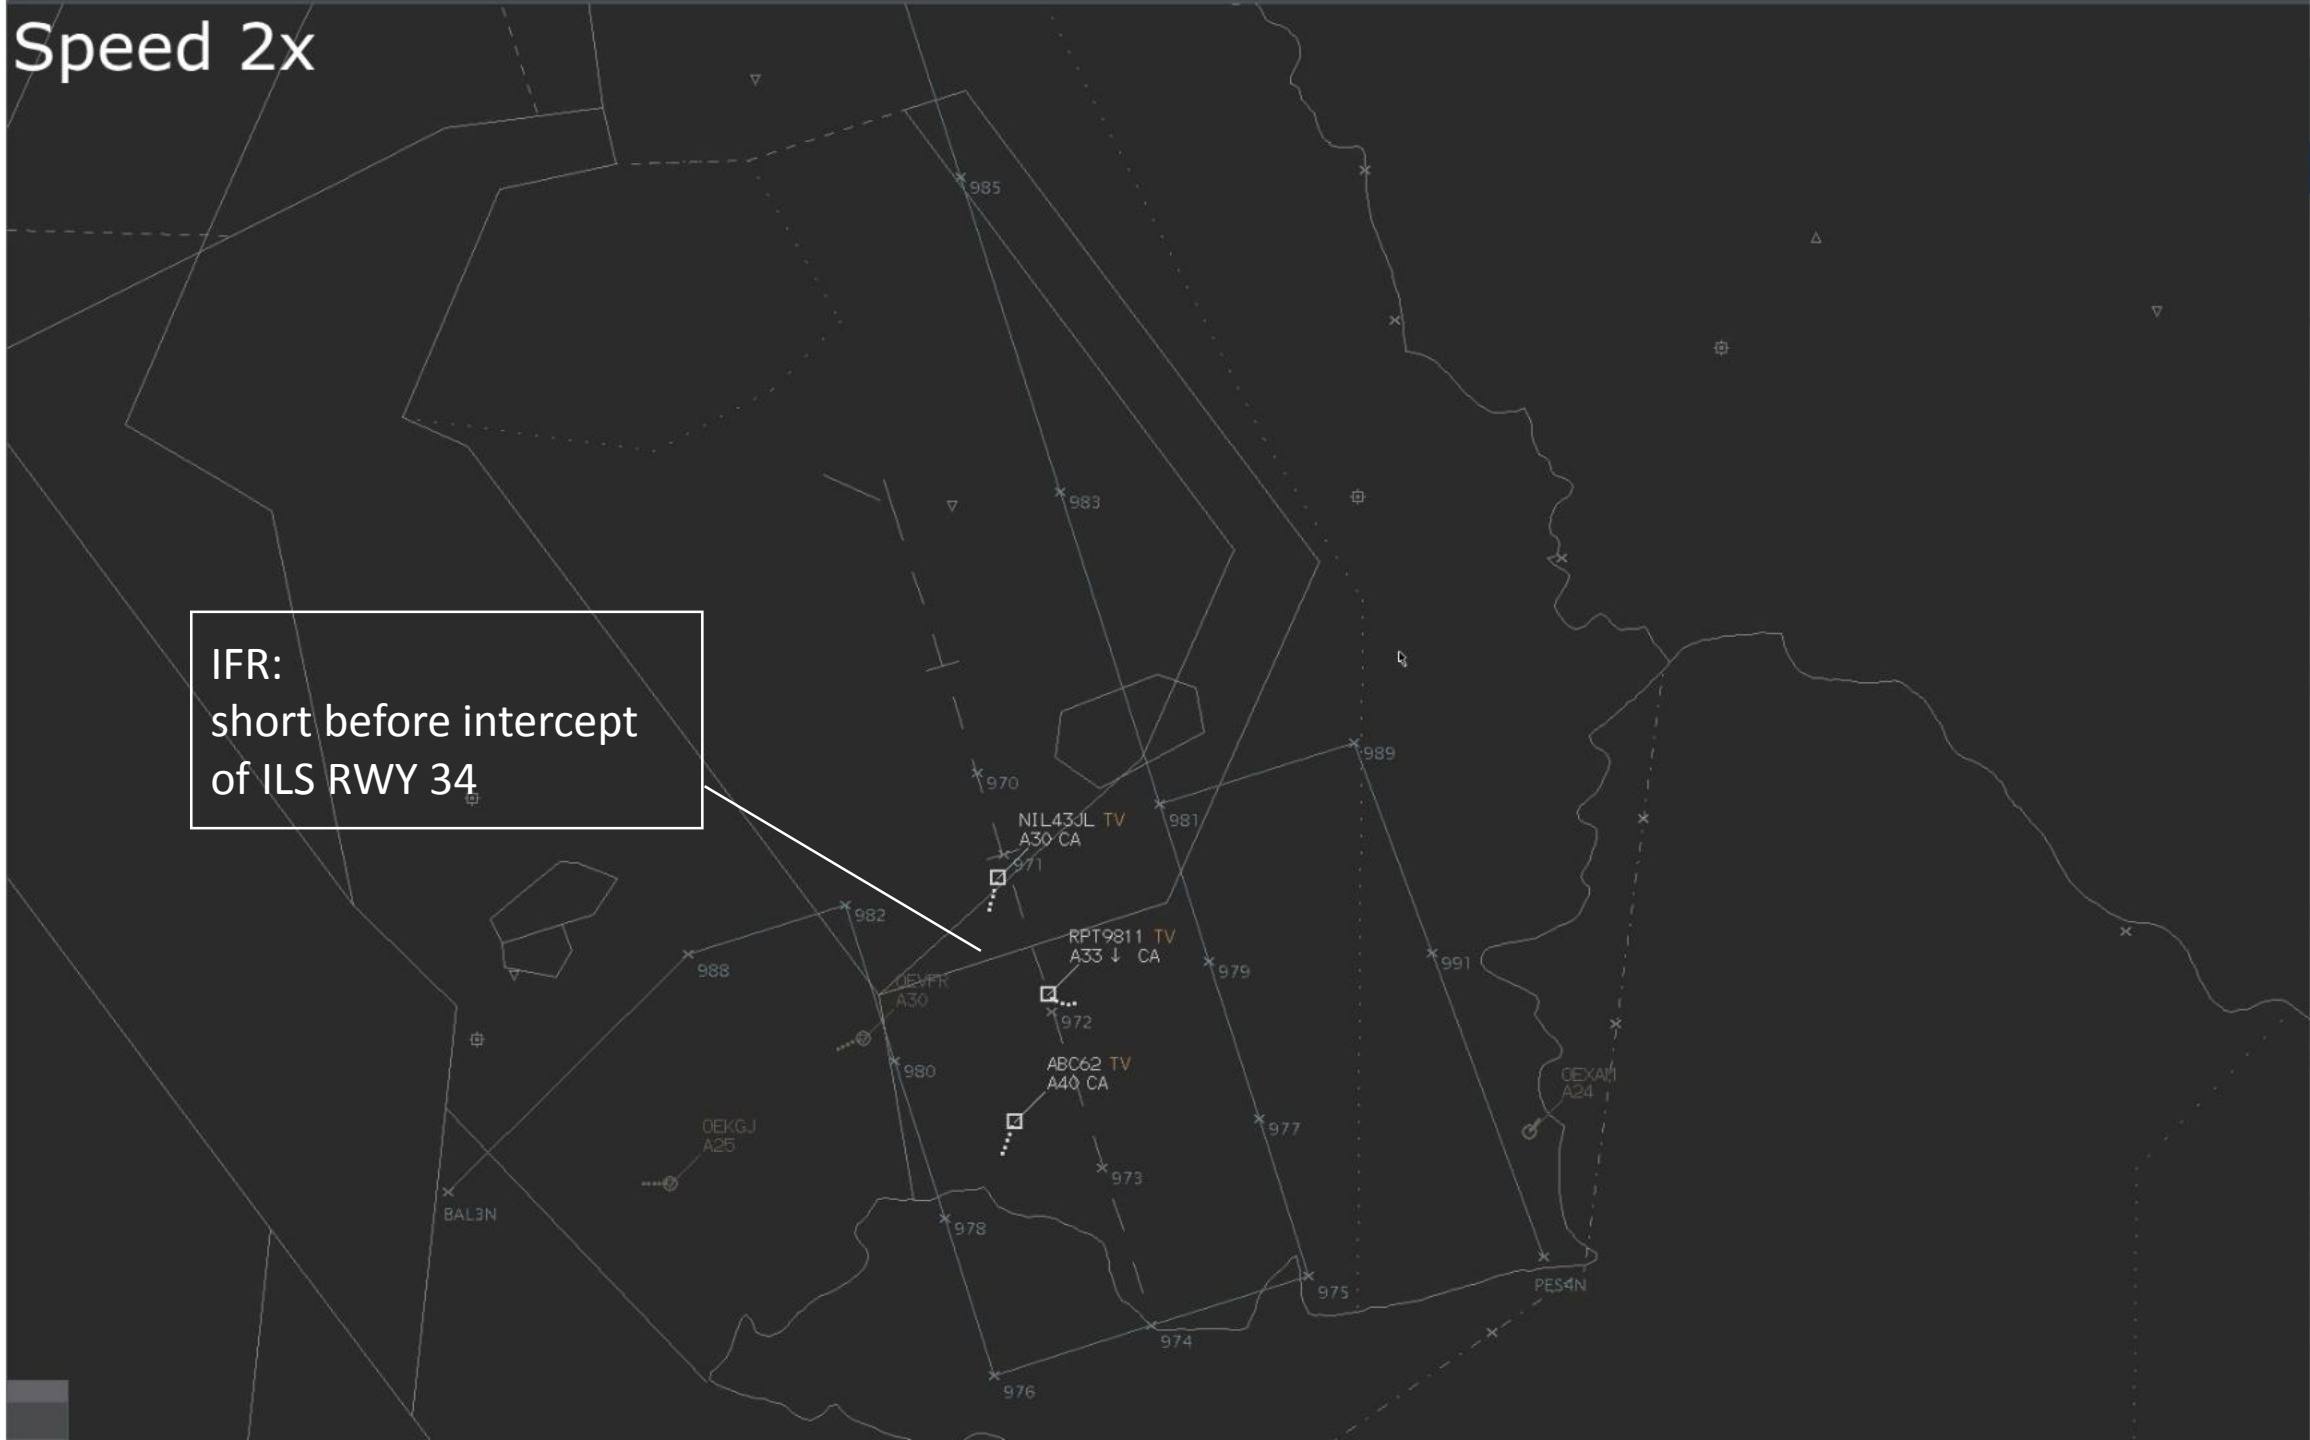 Speed 2x
985
983
IFR:
short before intercept
of ILS RWY 34
989
970
981
NIL43JL TV
A30 CA
971
982
RPT9811 TV
A33 ↓ CA
988
979
991
OEVFR
A30
972
980
ABC62 TV
A40 CA
OEXAM
A24
OEKGJ
A25
977
973
BAL3N
978
PES4N
975
974
976